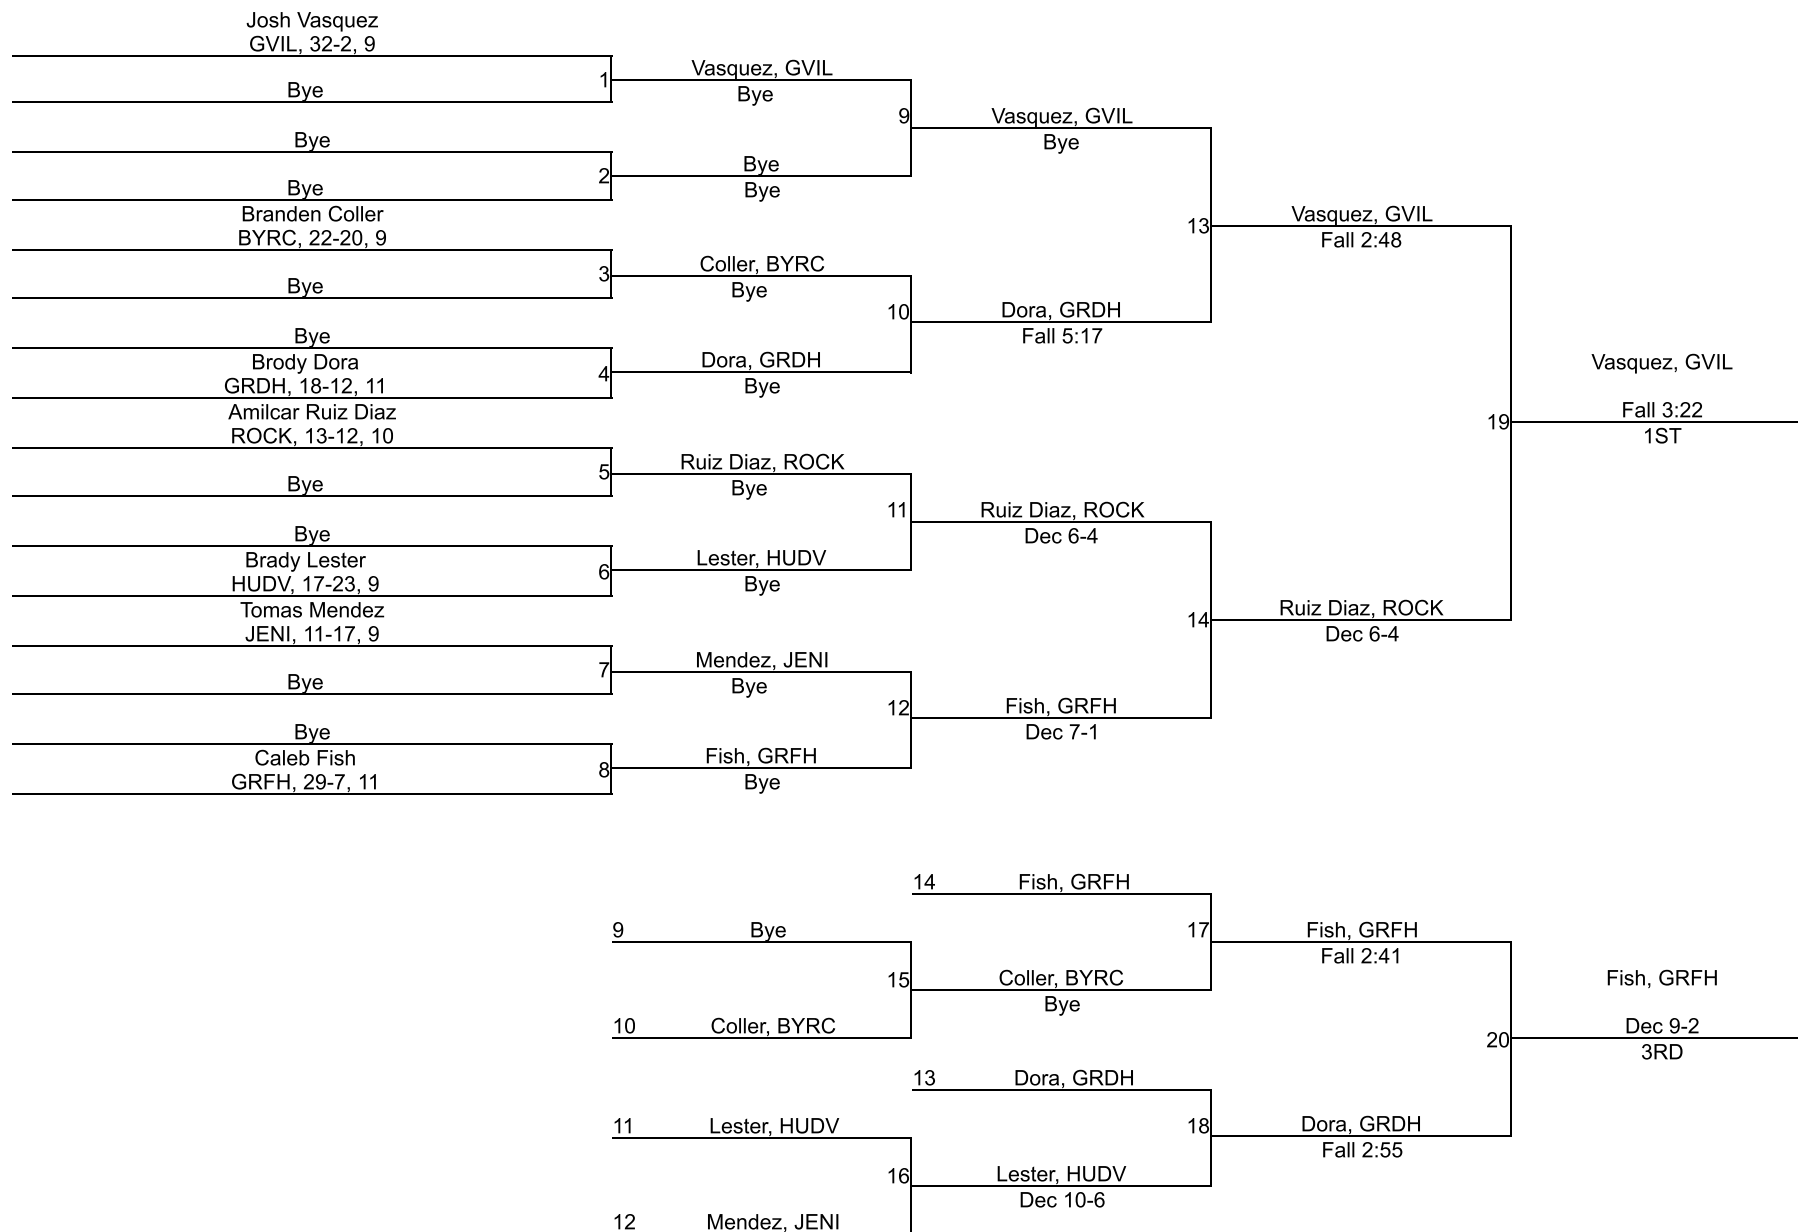 Josh Vasquez
GVIL, 32-2, 9
Bye
Bye
Bye
Branden Coller
BYRC, 22-20, 9
Bye
Bye
Brody Dora
GRDH, 18-12, 11
Amilcar Ruiz Diaz
ROCK, 13-12, 10
Bye
Bye
Brady Lester
HUDV, 17-23, 9
Tomas Mendez
JENI, 11-17, 9
Bye
Bye
Caleb Fish
GRFH, 29-7, 11
1
2
3
4
5
6
7
8
Vasquez, GVIL
Bye
Bye
Bye
Coller, BYRC
Bye
Dora, GRDH
Bye
Ruiz Diaz, ROCK
Bye
Lester, HUDV
Bye
Mendez, JENI
Bye
Fish, GRFH
Bye
9
10
11
12
Vasquez, GVIL
Bye
Dora, GRDH
Fall 5:17
Ruiz Diaz, ROCK
Dec 6-4
Fish, GRFH
Dec 7-1
13
14
Vasquez, GVIL
Fall 2:48
Ruiz Diaz, ROCK
Dec 6-4
19
Vasquez, GVIL
Fall 3:22
1ST
9 Bye
10 Coller, BYRC
11 Lester, HUDV
12 Mendez, JENI
15
16
14 Fish, GRFH
Coller, BYRC
Bye
13 Dora, GRDH
Lester, HUDV
Dec 10-6
17
18
Fish, GRFH
Fall 2:41
Dora, GRDH
Fall 2:55
20
Fish, GRFH
Dec 9-2
3RD